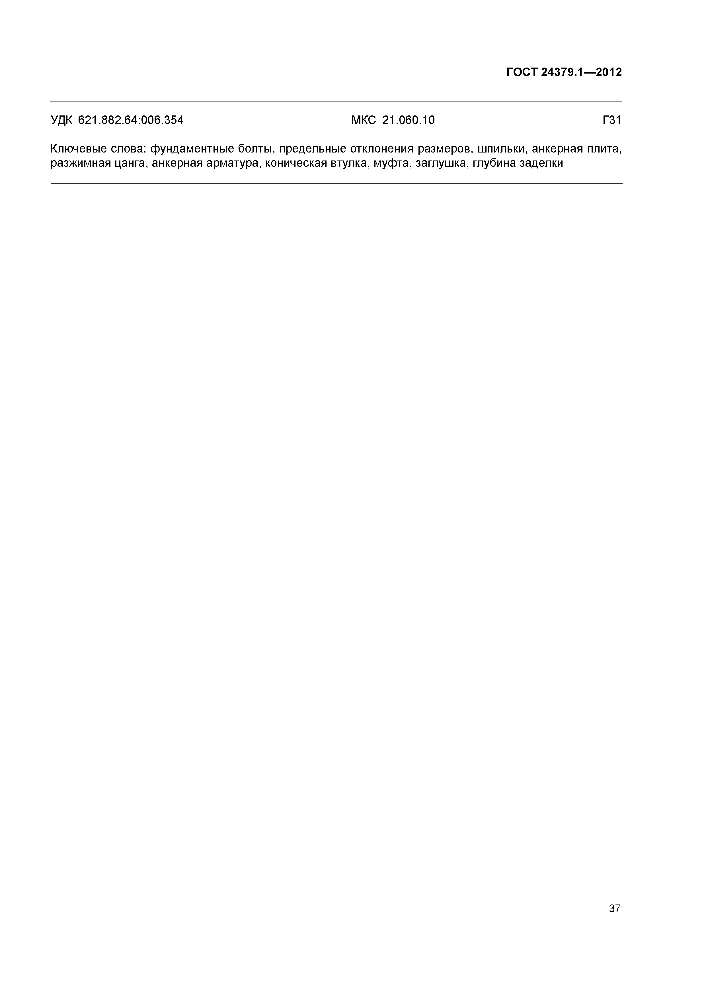 ГОСТ 24379.1—2012
УДК 621.882.64:006.354 МКС 21.060.10 Г31
Ключевые слова: фундаментные болты, предельные отклонения размеров, шпильки, анкерная плита,
разжимная цанга, анкерная арматура, коническая втулка, муфта, заглушка, глубина заделки
37